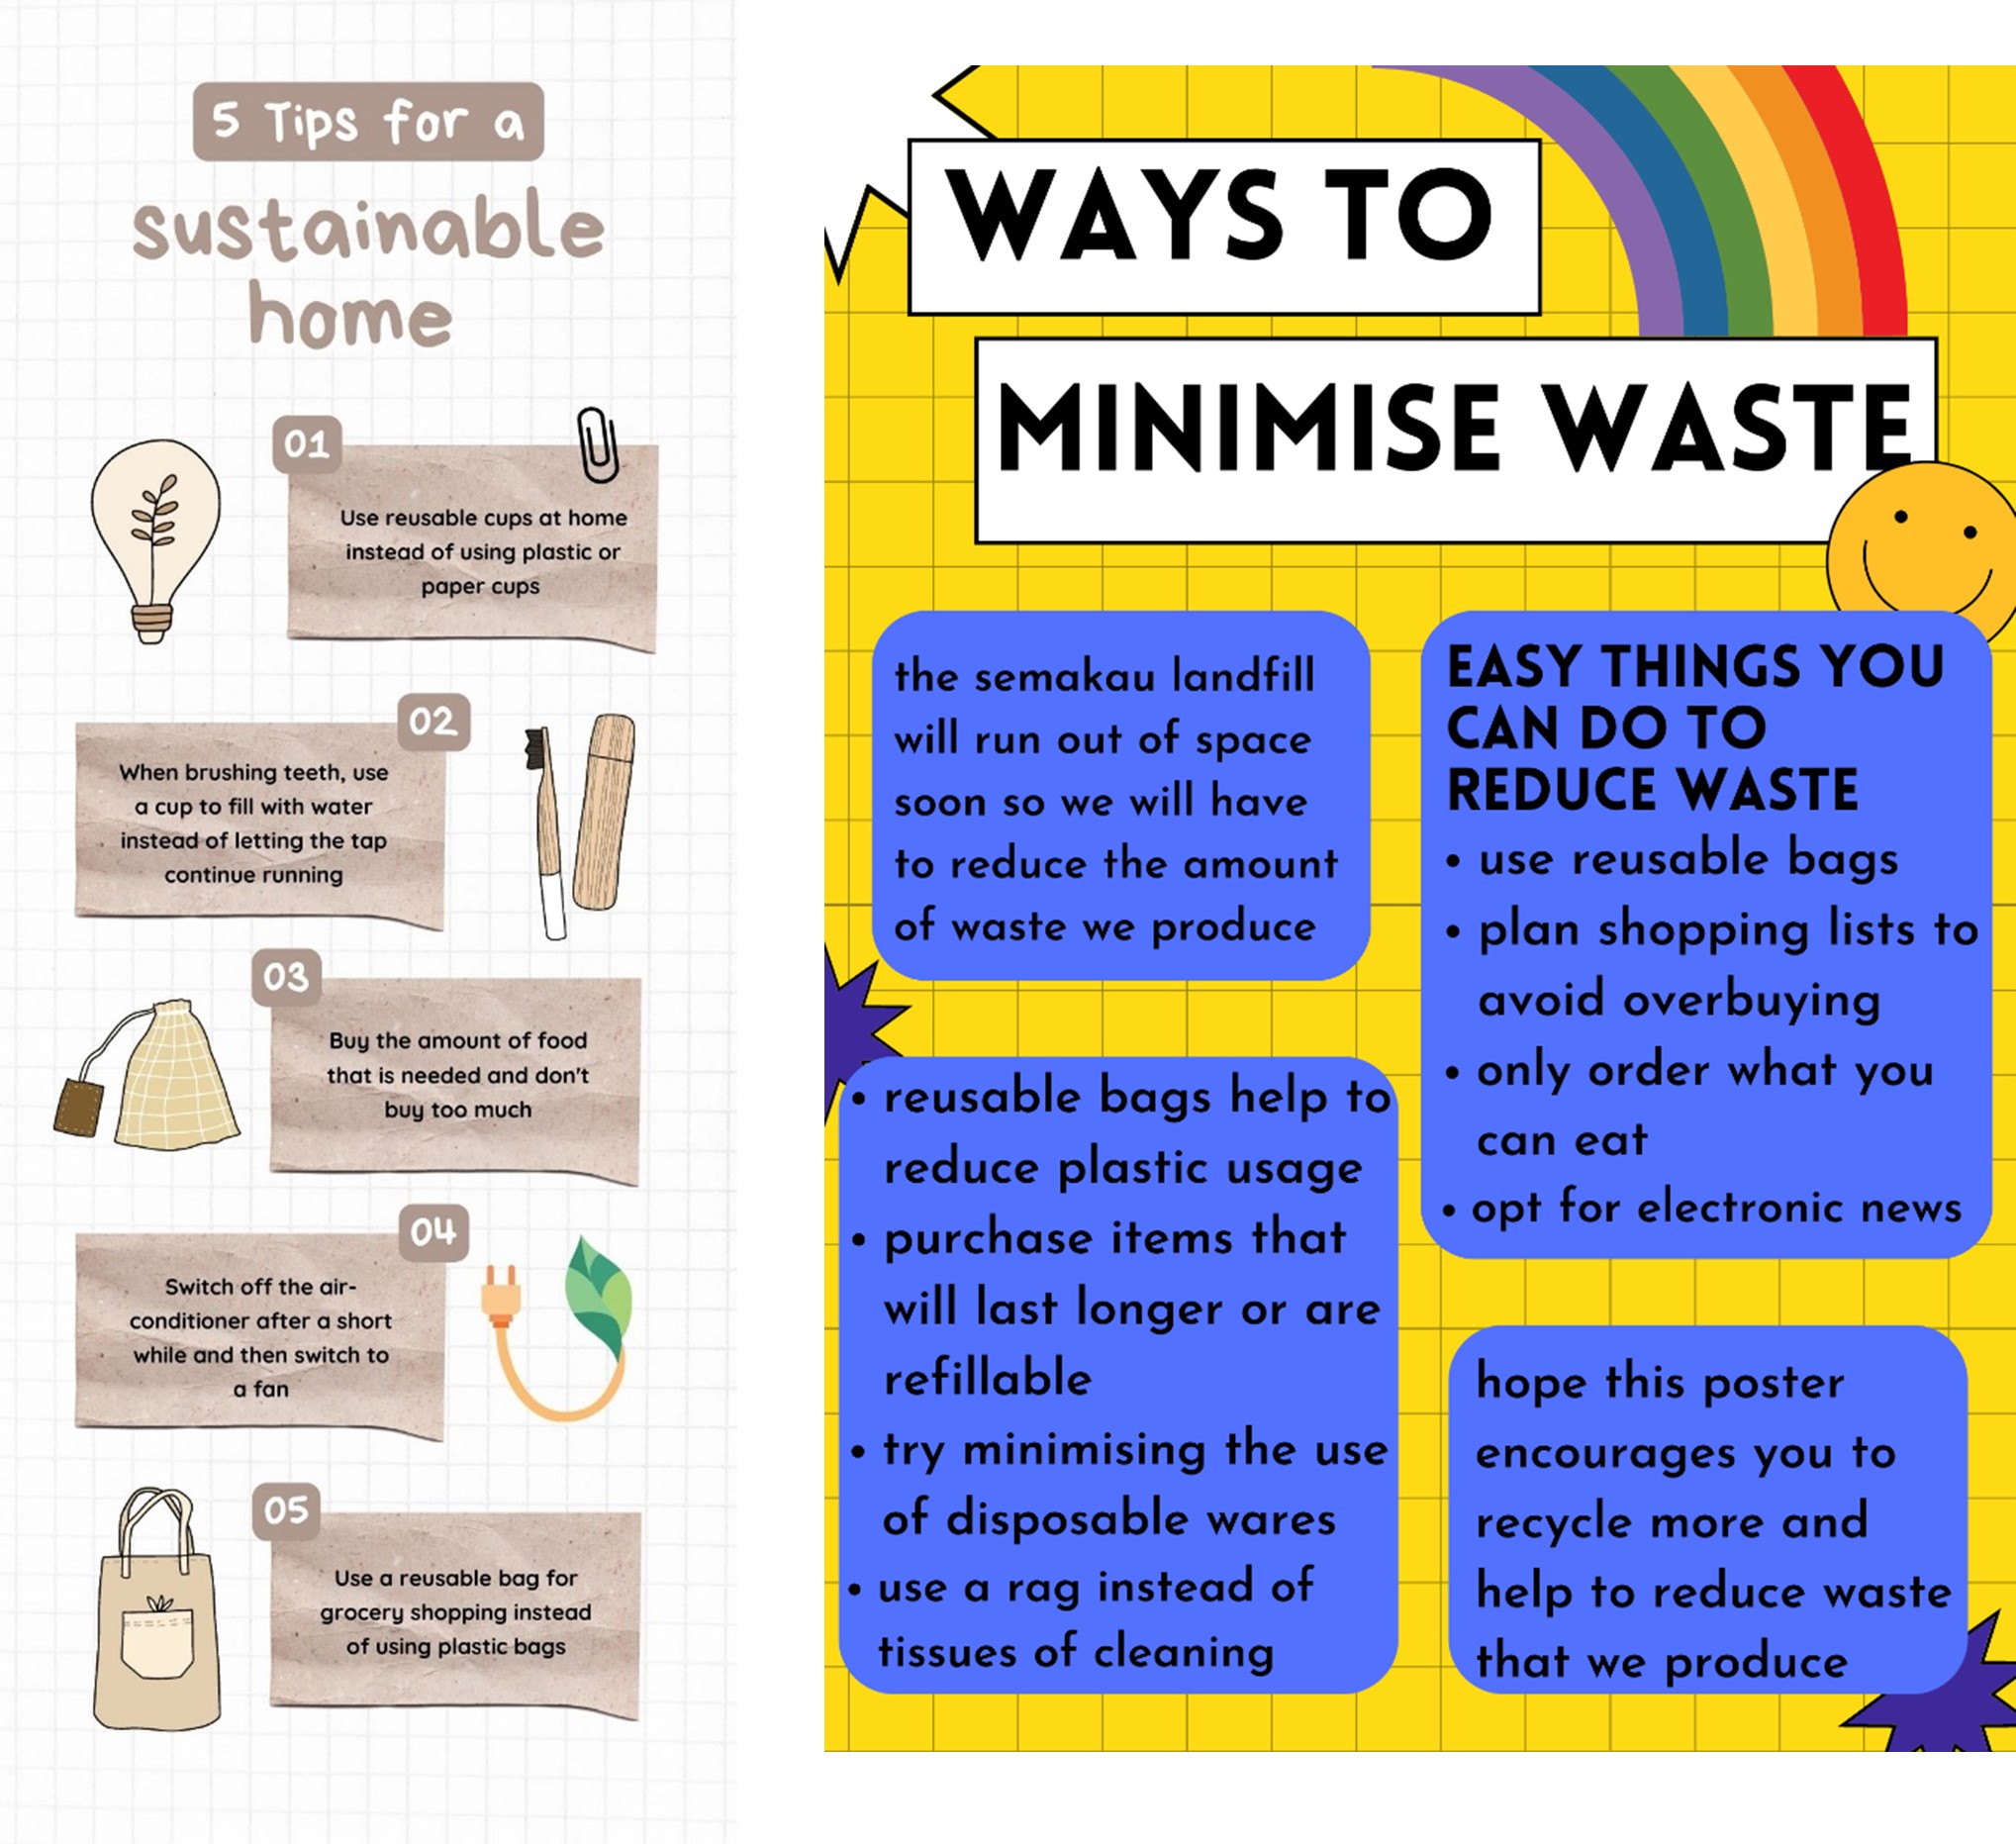 5 Tips for a
sustainable
home
01
Use reusable cups at home
instead of using plastic or
paper cups
02
When brushing teeth, use
a cup to fill with water
instead of letting the tap
continue running
03
Buy the amount of food
that is needed and don't
buy too much
04
Switch off the air-
conditioner after a short
while and then switch to
a fan
05
Use a reusable bag for
grocery shopping instead
of using plastic bags
WAYS TO
MINIMISE WASTE
the semakau landfill
will run out of space
soon so we will have
to reduce the amount
of waste we produce
• reusable bags help to
reduce plastic usage
• purchase items that
will last longer or are
refillable
• try minimising the use
of disposable wares
• use a rag instead of
tissues of cleaning
EASY THINGS YOU
CAN DO TO
REDUCE WASTE
• use reusable bags
• plan shopping lists to
avoid overbuying
• only order what you
can eat
• opt for electronic news
hope this poster
encourages you to
recycle more and
help to reduce waste
that we produce